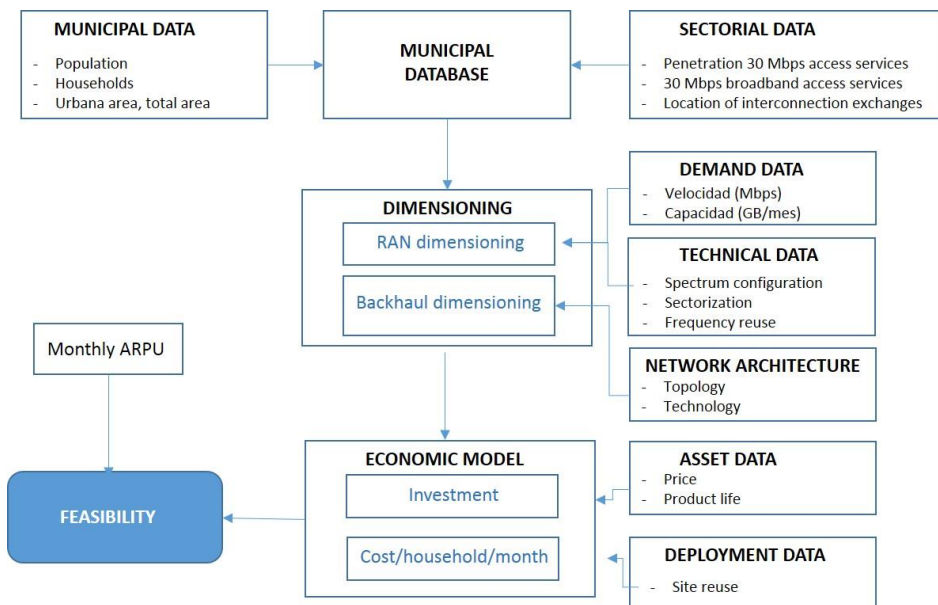 MUNICIPAL DATA
- Population
- Households
- Urbana area, total area
MUNICIPAL
DATABASE
SECTORIAL DATA
- Penetration 30 Mbps access services
- 30 Mbps broadband access services
- Location of interconnection exchanges
DEMAND DATA
- Velocidad (Mbps)
- Capacidad (GB/mes)
DIMENSIONING
RAN dimensioning
Backhaul dimensioning
TECHNICAL DATA
- Spectrum configuration
- Sectorization
- Frequency reuse
Monthly ARPU
NETWORK ARCHITECTURE
- Topology
- Technology
ECONOMIC MODEL
Investment
Cost/household/month
ASSET DATA
- Price
- Product life
FEASIBILITY
DEPLOYMENT DATA
- Site reuse